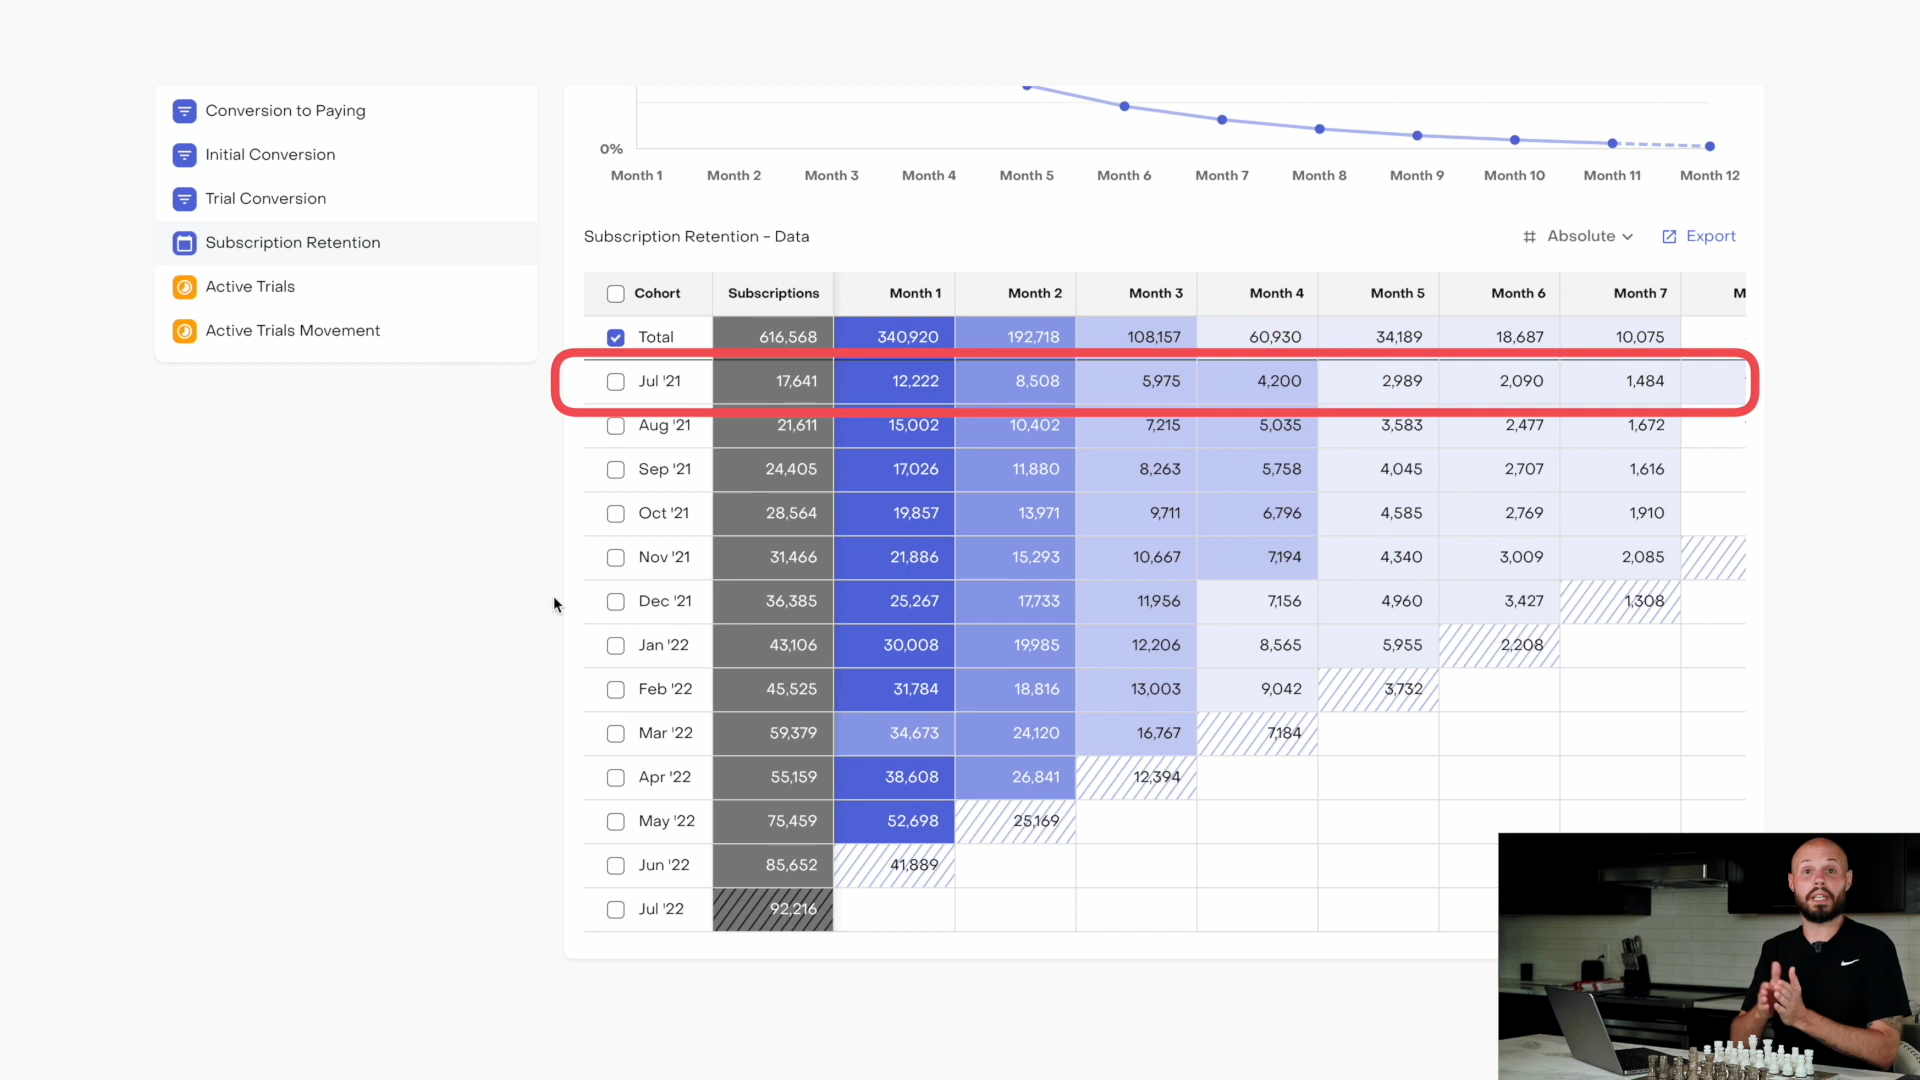 Conversion to Paying
Initial Conversion
Trial Conversion
Subscription Retention
Active Trials
Active Trials Movement
0%
Month 1 Month 2 Month 3 Month 4 Month 5 Month 6 Month 7 Month 8 Month 9 Month 10 Month 11 Month 12
Subscription Retention - Data
# Absolute Export
Cohort Subscriptions Month 1 Month 2 Month 3 Month 4 Month 5 Month 6 Month 7 M
Total 616,568 340,920 192,718 108,157 60,930 34,189 18,687 10,075
Jul '21 17,641 12,222 8,508 5,975 4,200 2,989 2,090 1,484
Aug '21 21,611 15,002 10,402 7,215 5,035 3,583 2,477 1,672
Sep '21 24,405 17,026 11,880 8,263 5,758 4,045 2,707 1,616
Oct '21 28,564 19,857 13,971 9,711 6,796 4,585 2,769 1,910
Nov '21 31,466 21,886 15,293 10,667 7,194 4,340 3,009 2,085
Dec '21 36,385 25,267 17,733 11,956 7,156 4,960 3,427 1,308
Jan '22 43,106 30,008 19,985 12,206 8,565 5,955 2,208
Feb '22 45,525 31,784 18,816 13,003 9,042 3,732
Mar '22 59,379 34,673 24,120 16,767 7,184
Apr '22 55,159 38,608 26,841 12,394
May '22 75,459 52,698 25,169
Jun '22 85,652 41,889
Jul '22 92,216